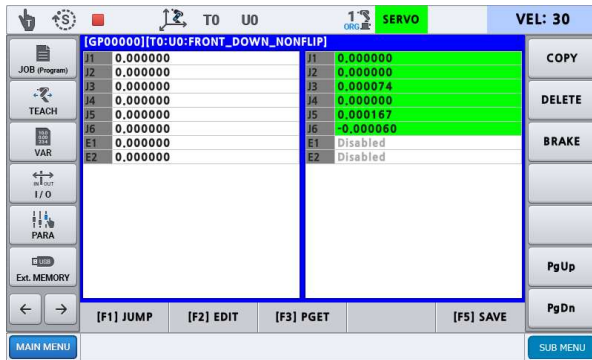 T0 U0 1 ORG. SERVO VEL: 30
[GP00000][T0:U0:FRONT_DOWN_NONFLIP]
J1 0.000000 J1 0.000000
J2 0.000000 J2 0.000000
J3 0.000000 J3 0.000074
J4 0.000000 J4 0.000000
J5 0.000000 J5 0.000167
J6 0.000000 J6 -0.000060
E1 0.000000 E1 Disabled
E2 0.000000 E2 Disabled
JOB (Program)
TEACH
VAR
IN OUT
I/O
PARA
USB
Ext. MEMORY
COPY
DELETE
BRAKE
PgUp
PgDn
[F1] JUMP [F2] EDIT [F3] PGET [F5] SAVE
MAIN MENU SUB MENU